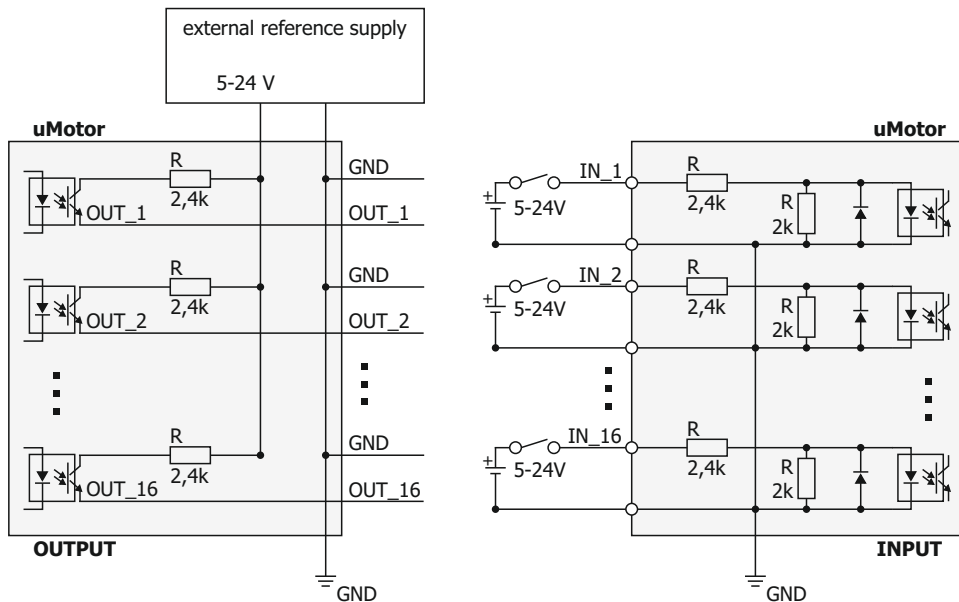 external reference supply
5-24 V
uMotor
R
2,4k
GND
OUT_1
OUT_1
R
2,4k
GND
OUT_2
OUT_2
R
2,4k
GND
OUT_16
OUT_16
OUTPUT
GND
uMotor
IN_1
R
+
5-24V
2,4k
R
2k
IN_2
R
+
5-24V
2,4k
R
2k
IN_16
R
+
5-24V
2,4k
R
2k
INPUT
GND